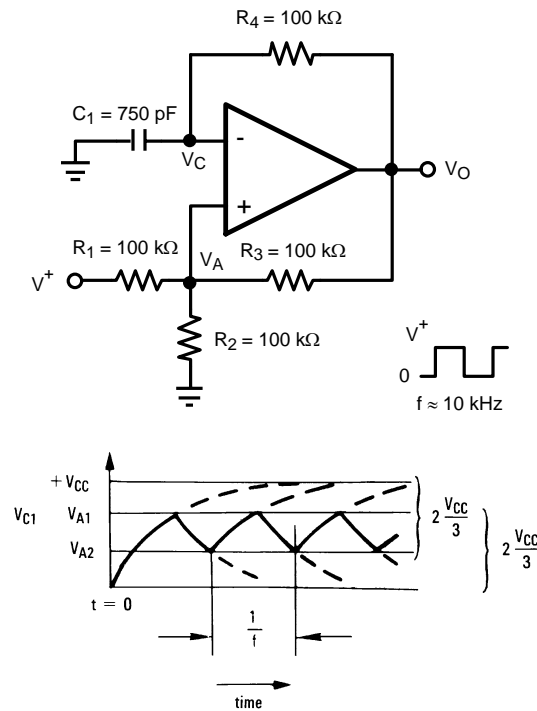 R4 = 100 kΩ
C1 = 750 pF
VC
-
VO
+
R1 = 100 kΩ
VA
R3 = 100 kΩ
V+
R2 = 100 kΩ
V+
0
f ≈ 10 kHz
+ VCC
VC1
VA1
VA2
2 VCC/3
2 VCC/3
t = 0
1/f
time